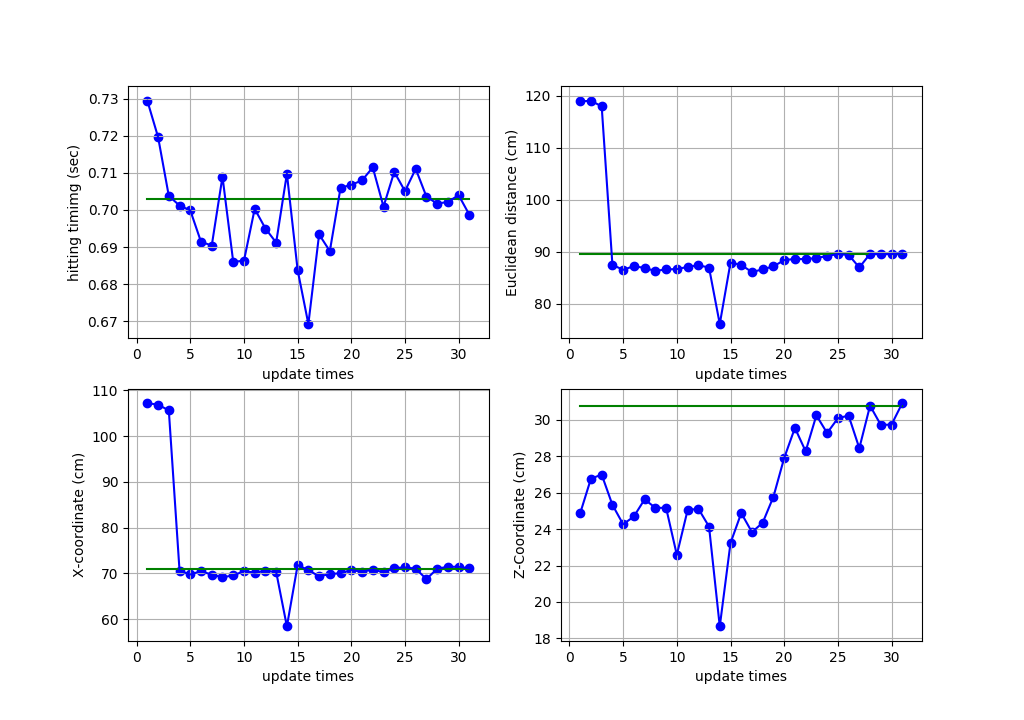 0.73
0.72
0.71
0.70
0.69
0.68
0.67
hitting timimg (sec)
0 5 10 15 20 25 30
update times
120
110
100
90
80
Euclidean distance (cm)
0 5 10 15 20 25 30
update times
110
100
90
80
70
60
X-coordinate (cm)
0 5 10 15 20 25 30
update times
30
28
26
24
22
20
18
Z-Coordinate (cm)
0 5 10 15 20 25 30
update times